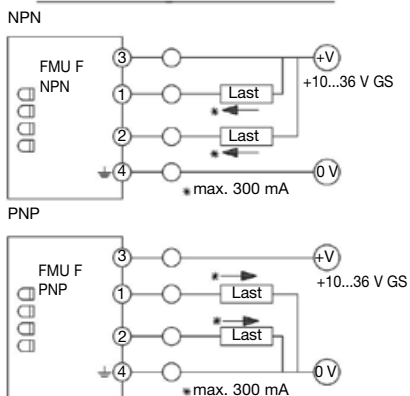 NPN
FMU F
NPN
3
+V
+10...36 V GS
1
Last
*
2
Last
*
4
0 V
* max. 300 mA
PNP
FMU F
PNP
3
+V
+10...36 V GS
*
1
Last
*
2
Last
4
0 V
* max. 300 mA